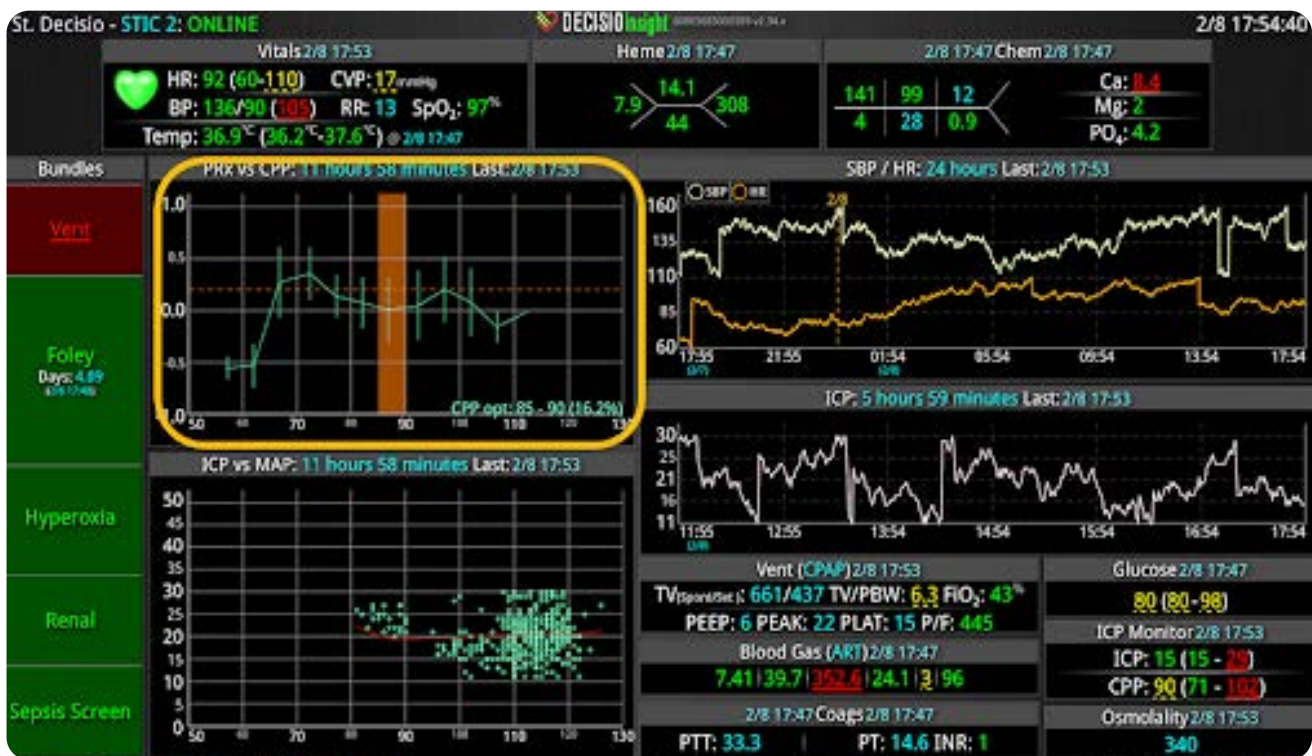 St. Decisio - STIC 2: ONLINE
DECISIOInsight
2/8 17:54:40
Vitals 2/8 17:53
HR: 92 (60-110) CVP: 17 mmHg
BP: 136/90 (105) RR: 13 SpO₂: 97%
Temp: 36.9℃ (36.2℃-37.6℃) @ 2/8 17:47
Heme 2/8 17:47
14.1
7.9 308
44
2/8 17:47 Chem 2/8 17:47
141 99 12
4 28 0.9
Ca: 8.4
Mg: 2
PO₄: 4.2
Bundles
Vent
Foley
Days: 4.89
Hyperoxia
Renal
Sepsis Screen
PRx vs CPP: 11 hours 58 minutes Last: 2/8 17:53
1.0
0.5
0.0
-0.5
-1.0
CPP opt: 85 - 90 (16.2%)
50 60 70 80 90 100 110 120 130
ICP vs MAP: 11 hours 58 minutes Last: 2/8 17:53
50
45
40
35
30
25
20
15
10
5
0
50 60 70 80 90 100 110 120 130
SBP / HR: 24 hours Last: 2/8 17:53
SBP HR
2/8
160
135
110
85
60
17:55 21:55 01:54 05:54 09:54 13:54 17:54
(2/7) (2/8)
ICP: 5 hours 59 minutes Last: 2/8 17:53
30
25
21
16
11
11:55 12:55 13:54 14:54 15:54 16:54 17:54
(2/8)
Vent (CPAP) 2/8 17:53
TV(Spont/Set): 661/437 TV/PBW: 6.3 FiO₂: 43%
PEEP: 6 PEAK: 22 PLAT: 15 P/F: 445
Blood Gas (ART) 2/8 17:47
7.41 39.7 352.6 24.1 3 96
2/8 17:47 Coags 2/8 17:47
PTT: 33.3 PT: 14.6 INR: 1
Glucose 2/8 17:47
80 (80-98)
ICP Monitor 2/8 17:53
ICP: 15 (15 - 29)
CPP: 90 (71 - 102)
Osmolality 2/8 17:53
340